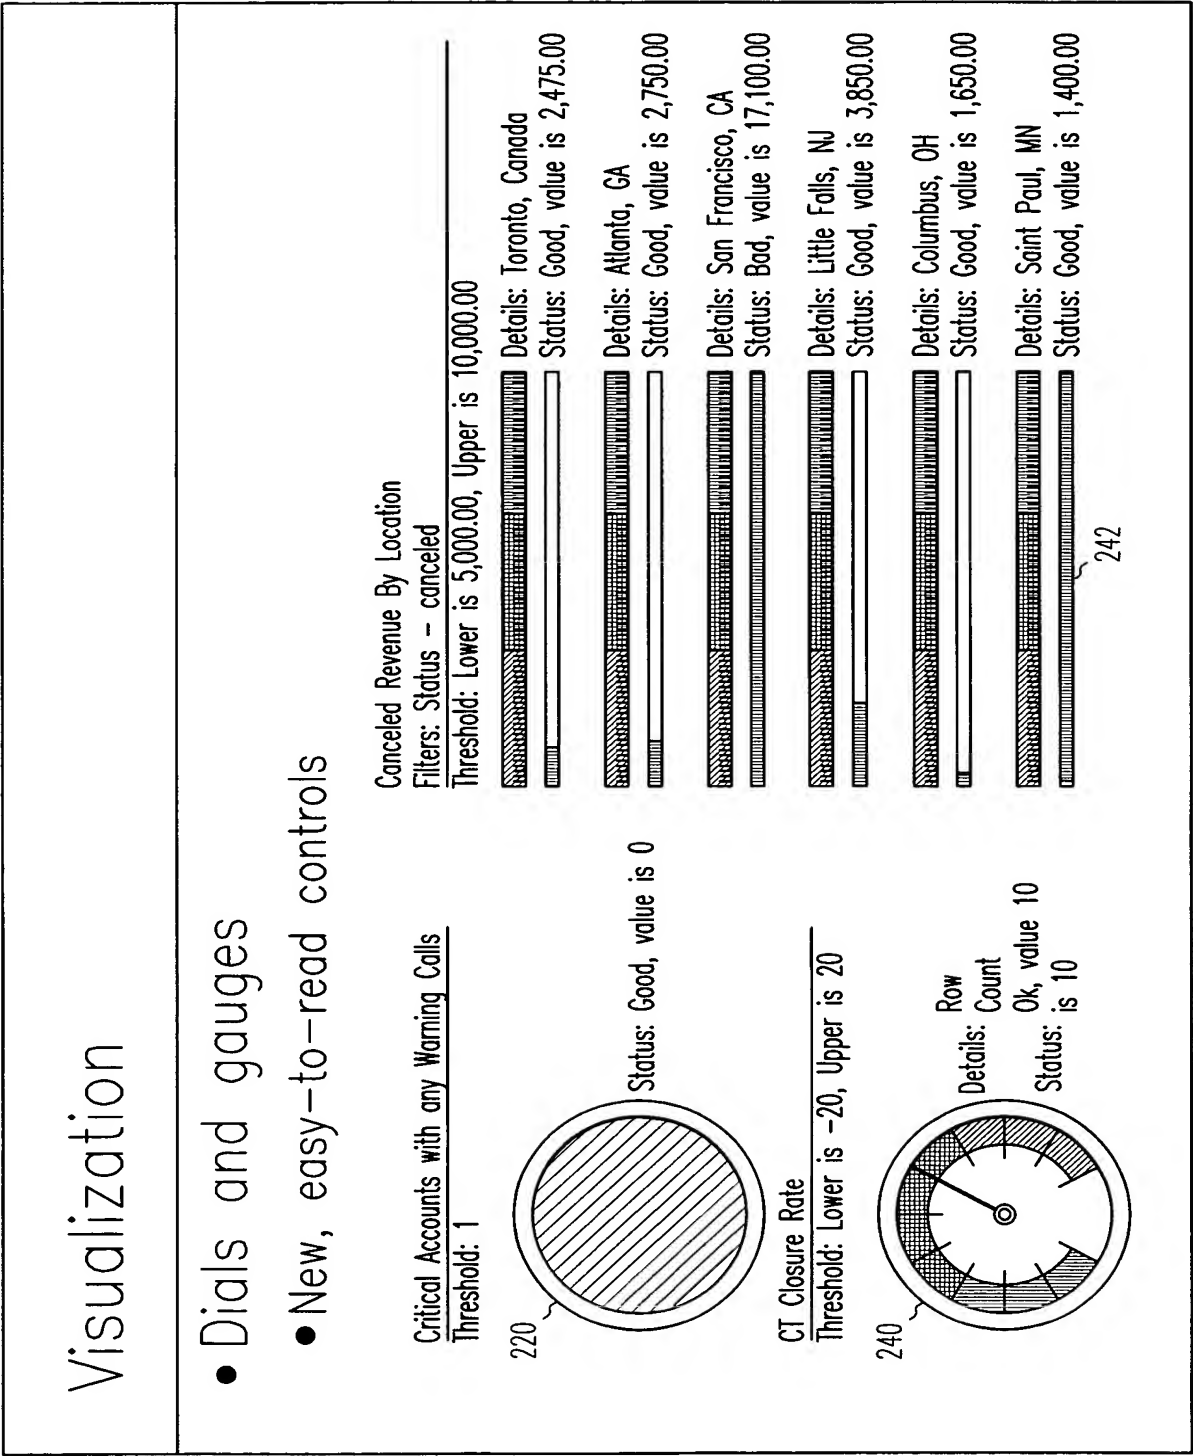 Visualization
• Dials and gauges
• New, easy-to-read controls
Critical Accounts with any Warning Calls
Threshold: 1
220
Status: Good, value is 0
CT Closure Rate
Threshold: Lower is -20, Upper is 20
240
Row
Details: Count
Ok, value 10
Status: is 10
Canceled Revenue By Location
Filters: Status - canceled
Threshold: Lower is 5,000.00, Upper is 10,000.00
Details: Toronto, Canada
Status: Good, value is 2,475.00
Details: Atlanta, GA
Status: Good, value is 2,750.00
Details: San Francisco, CA
Status: Bad, value is 17,100.00
Details: Little Falls, NJ
Status: Good, value is 3,850.00
Details: Columbus, OH
Status: Good, value is 1,650.00
Details: Saint Paul, MN
Status: Good, value is 1,400.00
242